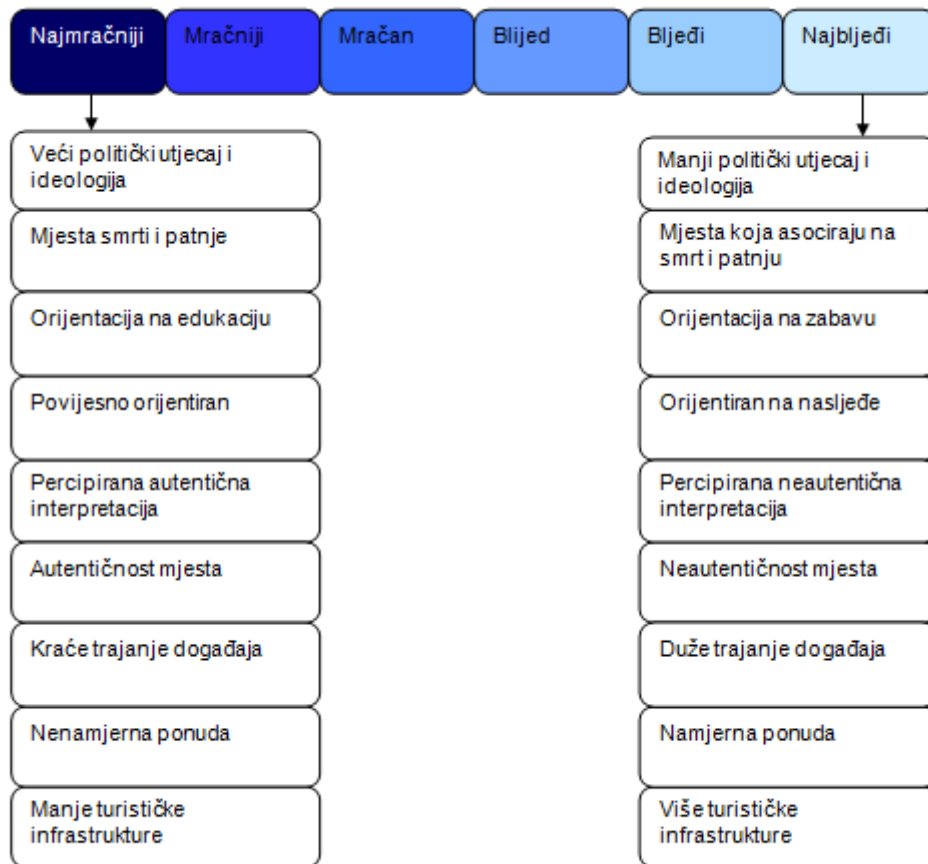 Najmračniji
Mračniji
Mračan
Blijed
Bljeđi
Najbljeđi
Veći politički utjecaj i
ideologija
Mjesta smrti i patnje
Orijentacija na edukaciju
Povijesno orijentiran
Percipirana autentična
interpretacija
Autentičnost mjesta
Kraće trajanje događaja
Nenamjerna ponuda
Manje turističke
infrastrukture
Manji politički utjecaj i
ideologija
Mjesta koja asociraju na
smrt i patnju
Orijentacija na zabavu
Orijentiran na nasljeđe
Percipirana neautentična
interpretacija
Neautentičnost mjesta
Duže trajanje događaja
Namjerna ponuda
Više turističke
infrastrukture